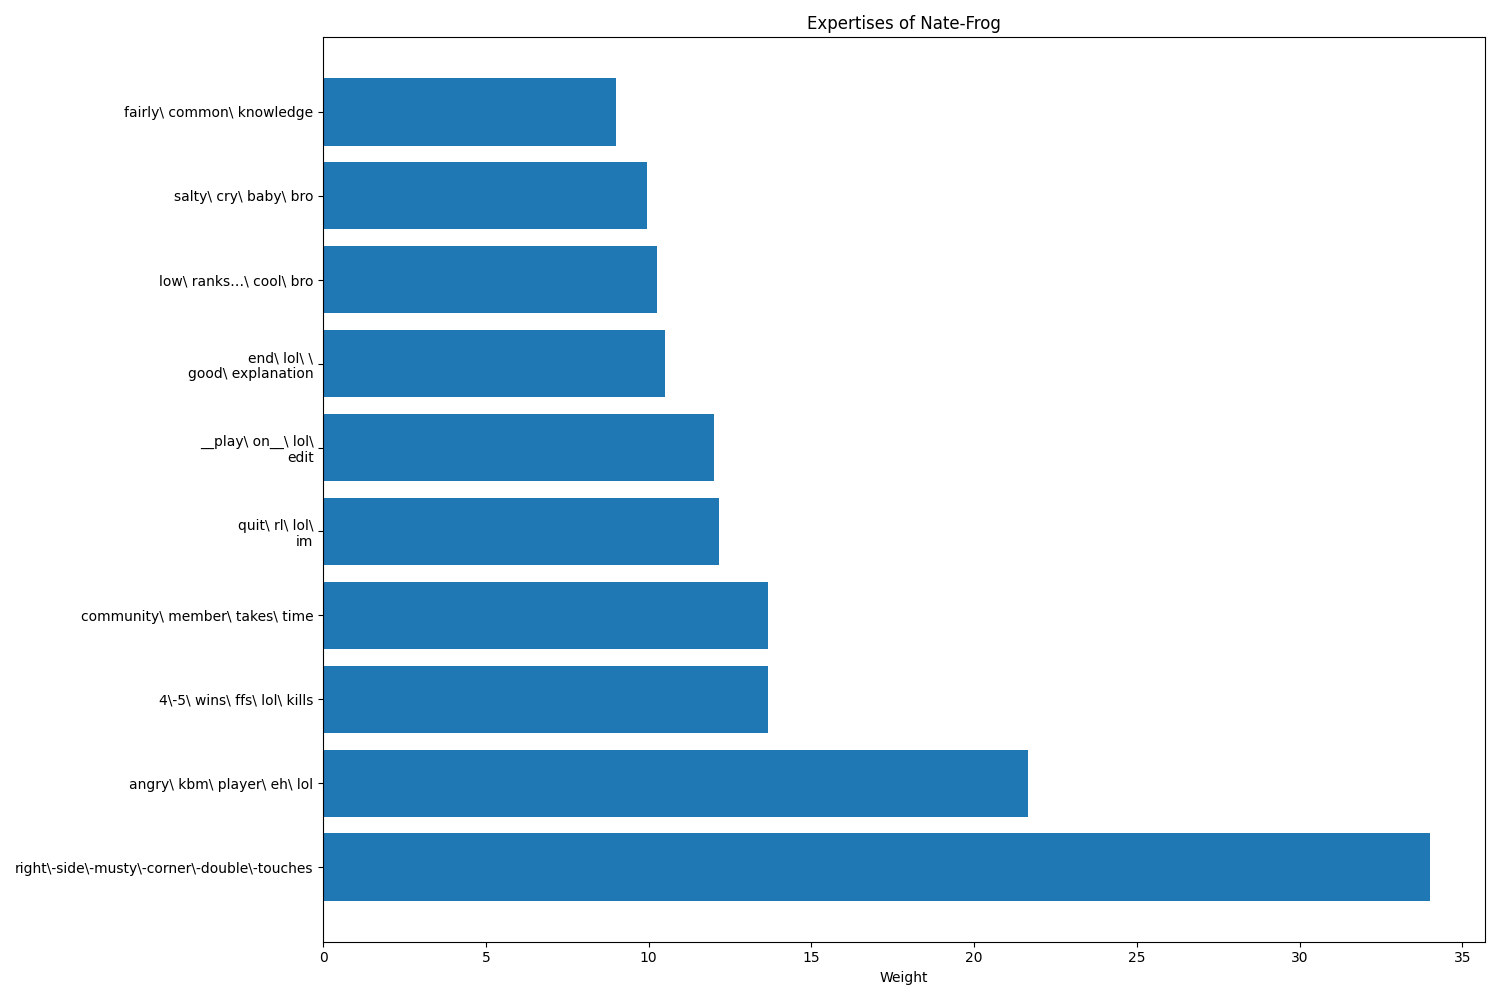 Expertises of Nate-Frog
fairly\ common\ knowledge
salty\ cry\ baby\ bro
low\ ranks…\ cool\ bro
end\ lol\ \
good\ explanation
__play\ on__\ lol\
edit
quit\ rl\ lol\
im
community\ member\ takes\ time
4\-5\ wins\ ffs\ lol\ kills
angry\ kbm\ player\ eh\ lol
right\-side\-musty\-corner\-double\-touches
0 5 10 15 20 25 30 35
Weight